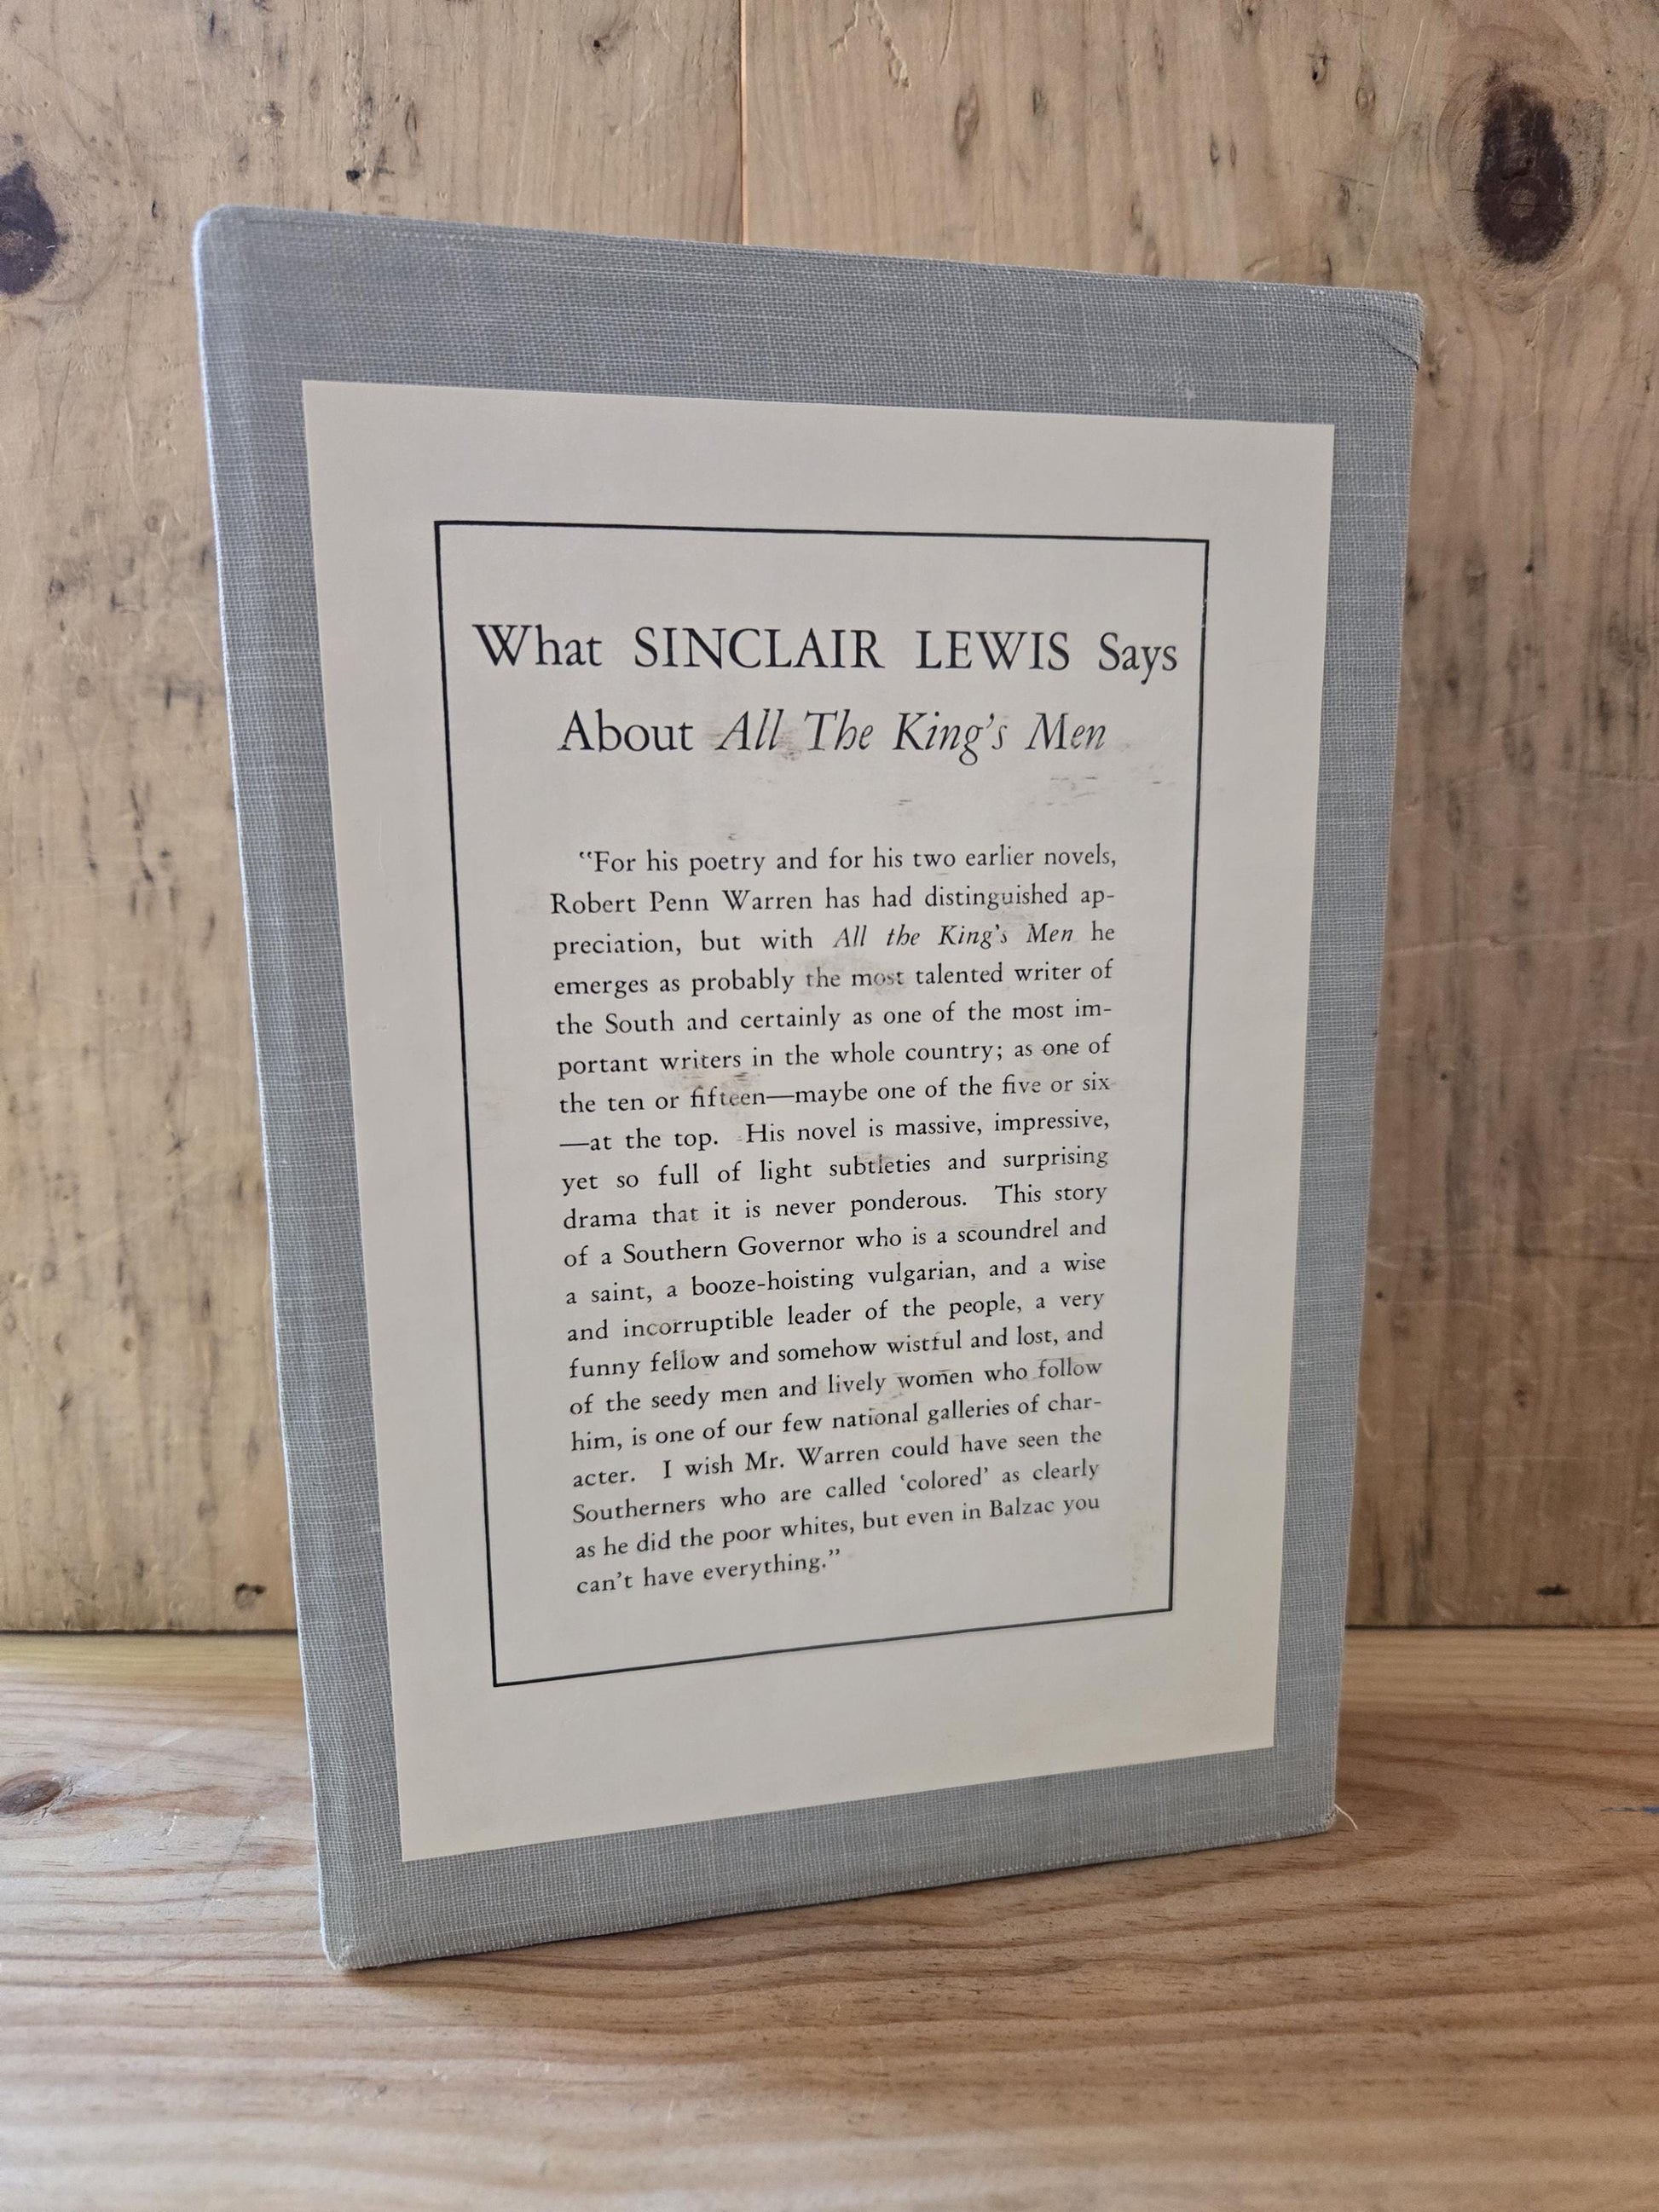 What SINCLAIR LEWIS Says
About All The King's Men
"For his poetry and for his two earlier novels,
Robert Penn Warren has had distinguished ap-
preciation, but with All the King's Men he
emerges as probably the most talented writer of
the South and certainly as one of the most im-
portant writers in the whole country; as one of
the ten or fifteen—maybe one of the five or six
—at the top. His novel is massive, impressive,
yet so full of light subtleties and surprising
drama that it is never ponderous. This story
of a Southern Governor who is a scoundrel and
a saint, a booze-hoisting vulgarian, and a wise
and incorruptible leader of the people, a very
funny fellow and somehow wistful and lost, and
of the seedy men and lively women who follow
him, is one of our few national galleries of char-
acter. I wish Mr. Warren could have seen the
Southerners who are called 'colored' as clearly
as he did the poor whites, but even in Balzac you
can't have everything."